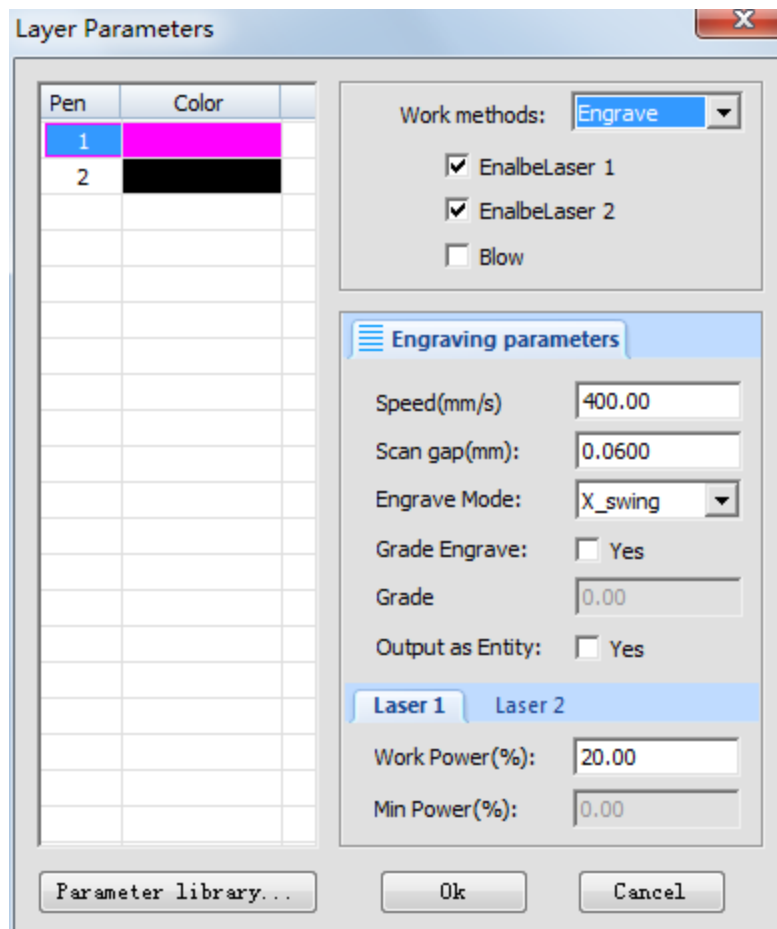 Layer Parameters
Pen Color
1
2
Work methods: Engrave
EnalbeLaser 1
EnalbeLaser 2
Blow
Engraving parameters
Speed(mm/s) 400.00
Scan gap(mm): 0.0600
Engrave Mode: X_swing
Grade Engrave: Yes
Grade 0.00
Output as Entity: Yes
Laser 1 Laser 2
Work Power(%): 20.00
Min Power(%): 0.00
Parameter library... Ok Cancel